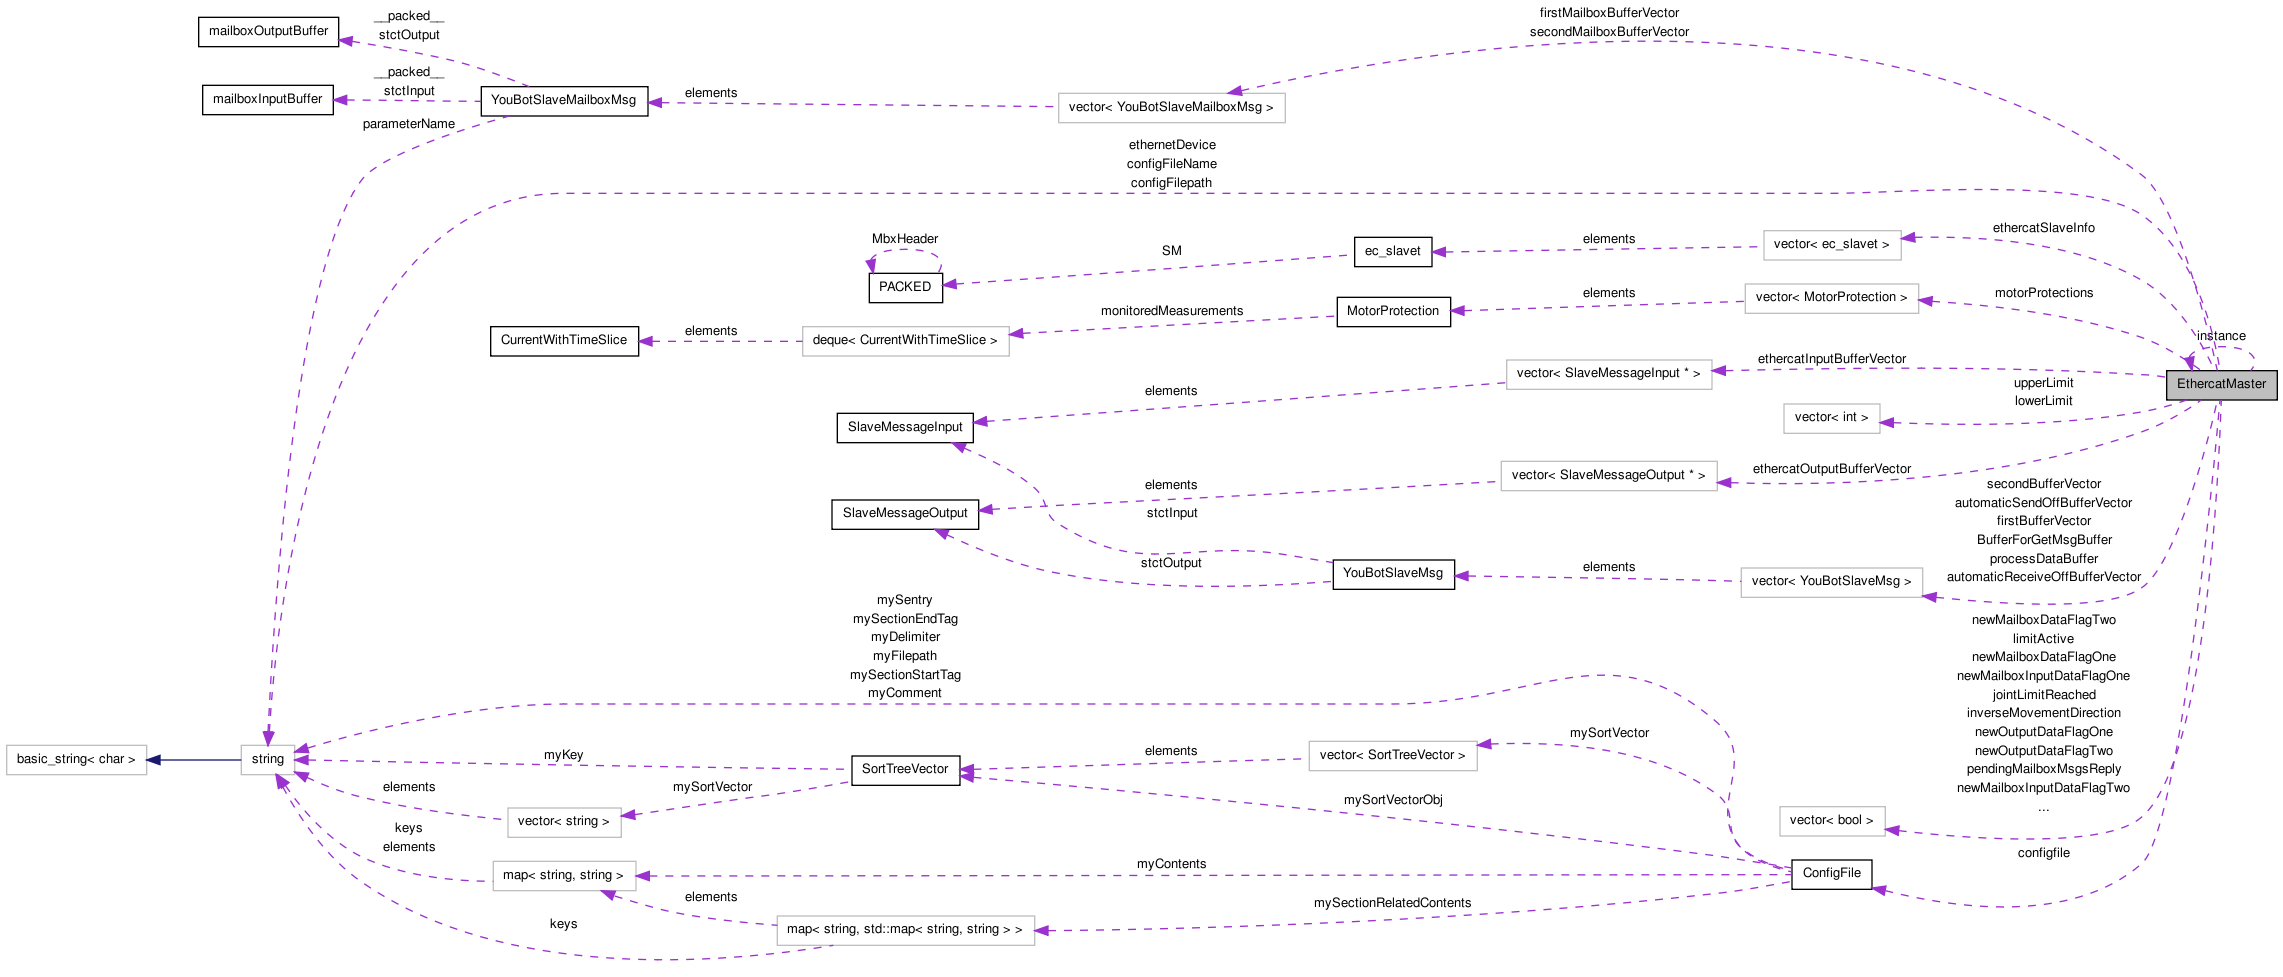 mailboxOutputBuffer
__packed__
stctOutput
firstMailboxBufferVector
secondMailboxBufferVector
mailboxInputBuffer
__packed__
stctInput
YouBotSlaveMailboxMsg
elements
vector< YouBotSlaveMailboxMsg >
parameterName
ethernetDevice
configFileName
configFilepath
MbxHeader
PACKED
SM
ec_slavet
elements
vector< ec_slavet >
ethercatSlaveInfo
CurrentWithTimeSlice
elements
deque< CurrentWithTimeSlice >
monitoredMeasurements
MotorProtection
elements
vector< MotorProtection >
motorProtections
instance
EthercatMaster
SlaveMessageInput
elements
vector< SlaveMessageInput * >
ethercatInputBufferVector
vector< int >
upperLimit
lowerLimit
SlaveMessageOutput
elements
vector< SlaveMessageOutput * >
ethercatOutputBufferVector
stctInput
stctOutput
YouBotSlaveMsg
elements
vector< YouBotSlaveMsg >
secondBufferVector
automaticSendOffBufferVector
firstBufferVector
BufferForGetMsgBuffer
processDataBuffer
automaticReceiveOffBufferVector
mySentry
mySectionEndTag
myDelimiter
myFilepath
mySectionStartTag
myComment
newMailboxDataFlagTwo
limitActive
newMailboxDataFlagOne
newMailboxInputDataFlagOne
jointLimitReached
inverseMovementDirection
newOutputDataFlagOne
newOutputDataFlagTwo
pendingMailboxMsgsReply
newMailboxInputDataFlagTwo
...
basic_string< char >
string
myKey
SortTreeVector
elements
vector< SortTreeVector >
mySortVector
elements
vector< string >
mySortVector
mySortVectorObj
vector< bool >
keys
elements
map< string, string >
myContents
ConfigFile
configfile
elements
keys
map< string, std::map< string, string > >
mySectionRelatedContents